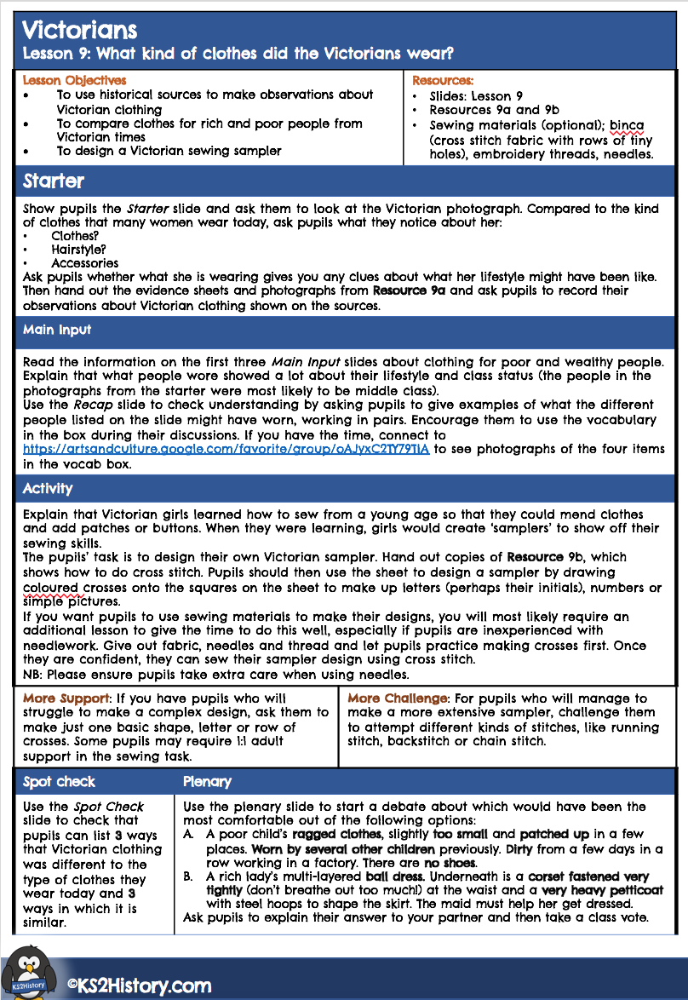 Victorians
Lesson 9: What kind of clothes did the Victorians wear?
Lesson Objectives
• To use historical sources to make observations about
Victorian clothing
• To compare clothes for rich and poor people from
Victorian times
• To design a Victorian sewing sampler
Resources:
• Slides: Lesson 9
• Resources 9a and 9b
• Sewing materials (optional); binca
(cross stitch fabric with rows of tiny
holes), embroidery threads, needles.
Starter
Show pupils the Starter slide and ask them to look at the Victorian photograph. Compared to the kind
of clothes that many women wear today, ask pupils what they notice about her:
• Clothes?
• Hairstyle?
• Accessories
Ask pupils whether what she is wearing gives you any clues about what her lifestyle might have been like.
Then hand out the evidence sheets and photographs from Resource 9a and ask pupils to record their
observations about Victorian clothing shown on the sources.
Main Input
Read the information on the first three Main Input slides about clothing for poor and wealthy people.
Explain that what people wore showed a lot about their lifestyle and class status (the people in the
photographs from the starter were most likely to be middle class).
Use the Recap slide to check understanding by asking pupils to give examples of what the different
people listed on the slide might have worn, working in pairs. Encourage them to use the vocabulary
in the box during their discussions. If you have the time, connect to
https://artsandculture.google.com/favorite/group/oAJyxC2TY79TIA to see photographs of the four items
in the vocab box.
Activity
Explain that Victorian girls learned how to sew from a young age so that they could mend clothes
and add patches or buttons. When they were learning, girls would create ‘samplers’ to show off their
sewing skills.
The pupils’ task is to design their own Victorian sampler. Hand out copies of Resource 9b, which
shows how to do cross stitch. Pupils should then use the sheet to design a sampler by drawing
coloured crosses onto the squares on the sheet to make up letters (perhaps their initials), numbers or
simple pictures.
If you want pupils to use sewing materials to make their designs, you will most likely require an
additional lesson to give the time to do this well, especially if pupils are inexperienced with
needlework. Give out fabric, needles and thread and let pupils practice making crosses first. Once
they are confident, they can sew their sampler design using cross stitch.
NB: Please ensure pupils take extra care when using needles.
More Support: If you have pupils who will
struggle to make a complex design, ask them to
make just one basic shape, letter or row of
crosses. Some pupils may require 1:1 adult
support in the sewing task.
More Challenge: For pupils who will manage to
make a more extensive sampler, challenge them
to attempt different kinds of stitches, like running
stitch, backstitch or chain stitch.
Spot check
Use the Spot Check
slide to check that
pupils can list 3 ways
that Victorian clothing
was different to the
type of clothes they
wear today and 3
ways in which it is
similar.
Plenary
Use the plenary slide to start a debate about which would have been the
most comfortable out of the following options:
A. A poor child’s ragged clothes, slightly too small and patched up in a few
places. Worn by several other children previously. Dirty from a few days in a
row working in a factory. There are no shoes.
B. A rich lady’s multi-layered ball dress. Underneath is a corset fastened very
tightly (don’t breathe out too much!) at the waist and a very heavy petticoat
with steel hoops to shape the skirt. The maid must help her get dressed.
Ask pupils to explain their answer to your partner and then take a class vote.
KS2History
©KS2History.com